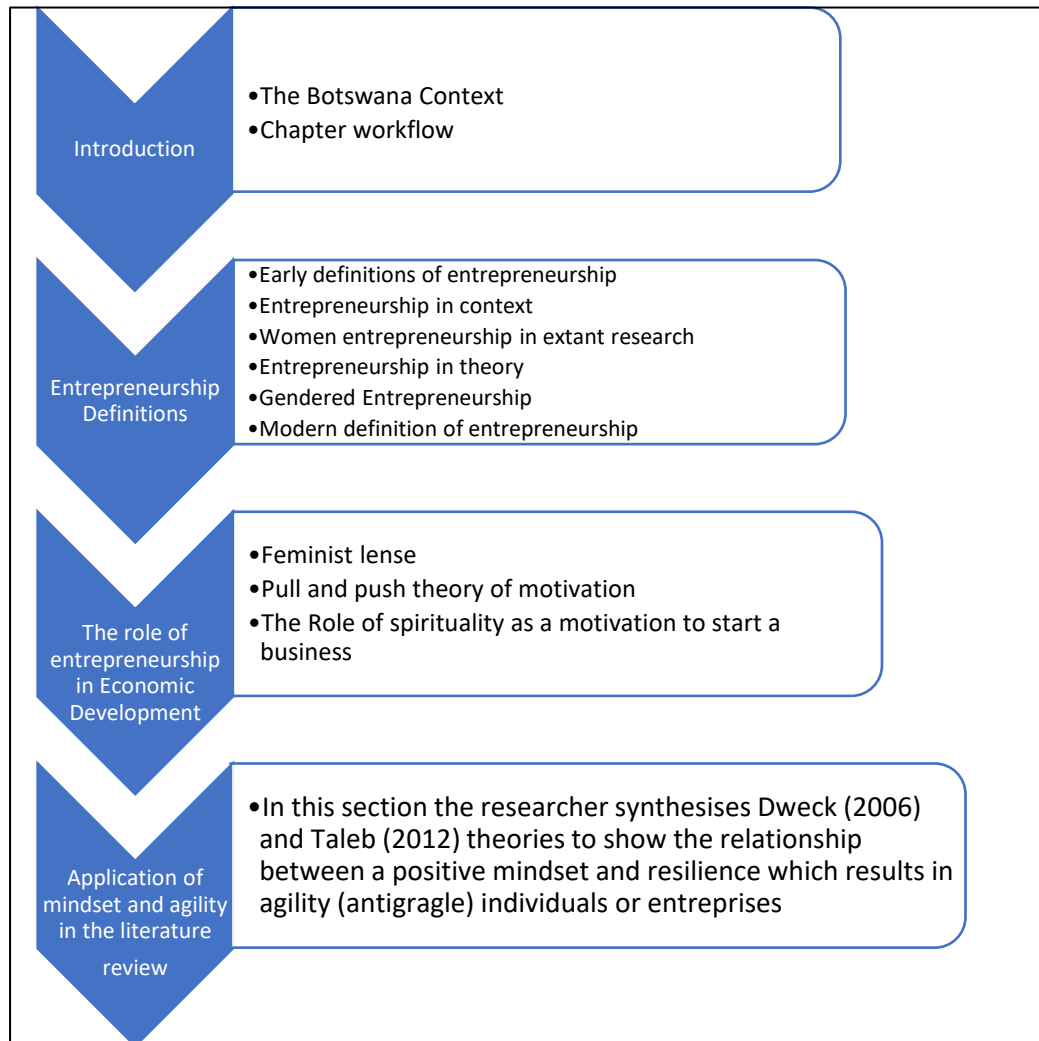 Introduction
•The Botswana Context
•Chapter workflow
Entrepreneurship
Definitions
•Early definitions of entrepreneurship
•Entrepreneurship in context
•Women entrepreneurship in extant research
•Entrepreneurship in theory
•Gendered Entrepreneurship
•Modern definition of entrepreneurship
The role of
entrepreneurship
in Economic
Development
•Feminist lense
•Pull and push theory of motivation
•The Role of spirituality as a motivation to start a
business
Application of
mindset and agility
in the literature
review
•In this section the researcher synthesises Dweck (2006)
and Taleb (2012) theories to show the relationship
between a positive mindset and resilience which results in
agility (antigragle) individuals or entreprises